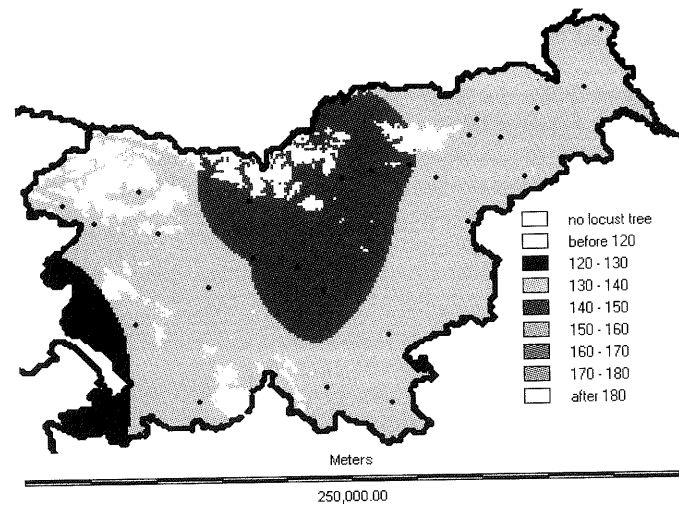 no locust tree
before 120
120 - 130
130 - 140
140 - 150
150 - 160
160 - 170
170 - 180
after 180
Meters
250,000.00